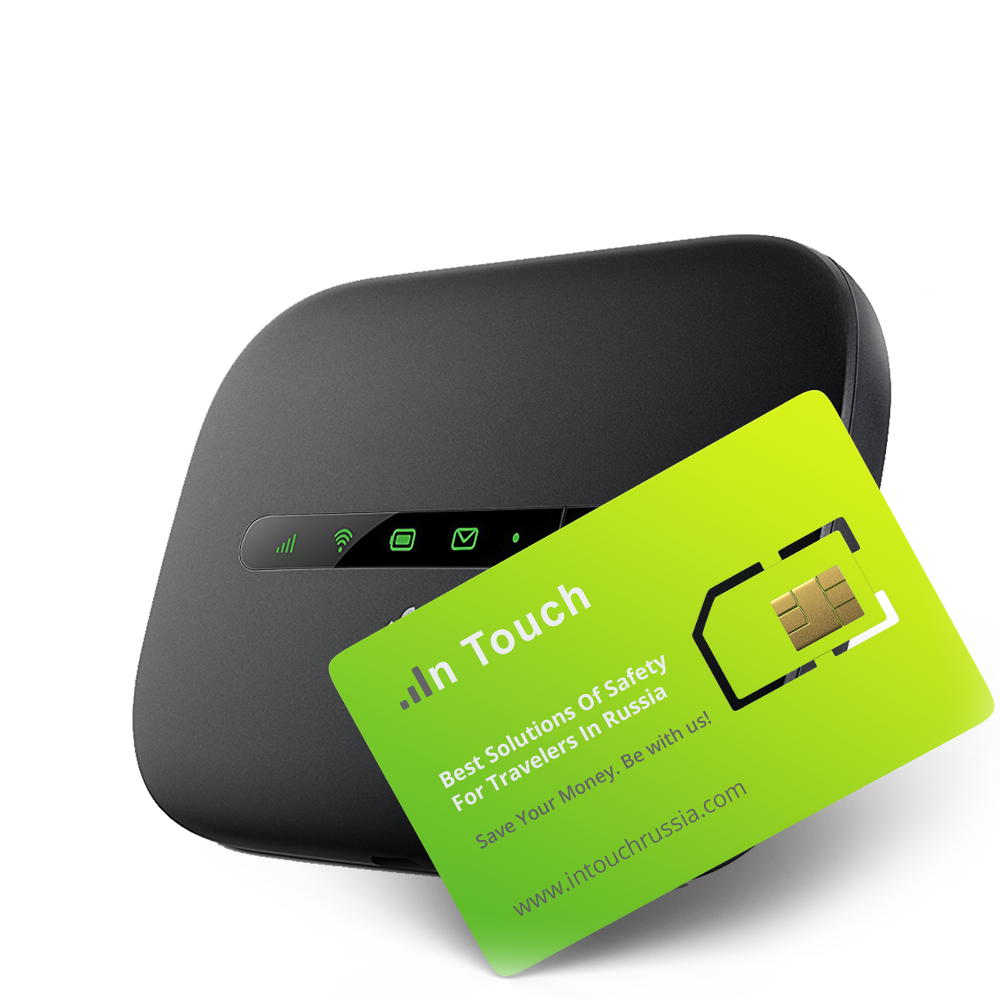 In Touch
Best Solutions Of Safety
For Travelers In Russia
Save Your Money. Be with us!
www.intouchrussia.com